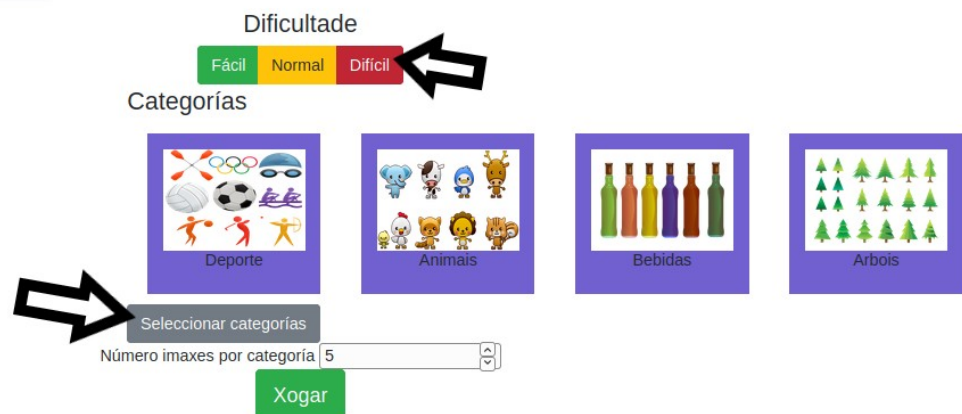 Dificultade
Fácil Normal Difícil
Categorías
Deporte Animais Bebidas Arbois
Seleccionar categorías
Número imaxes por categoría 5
Xogar